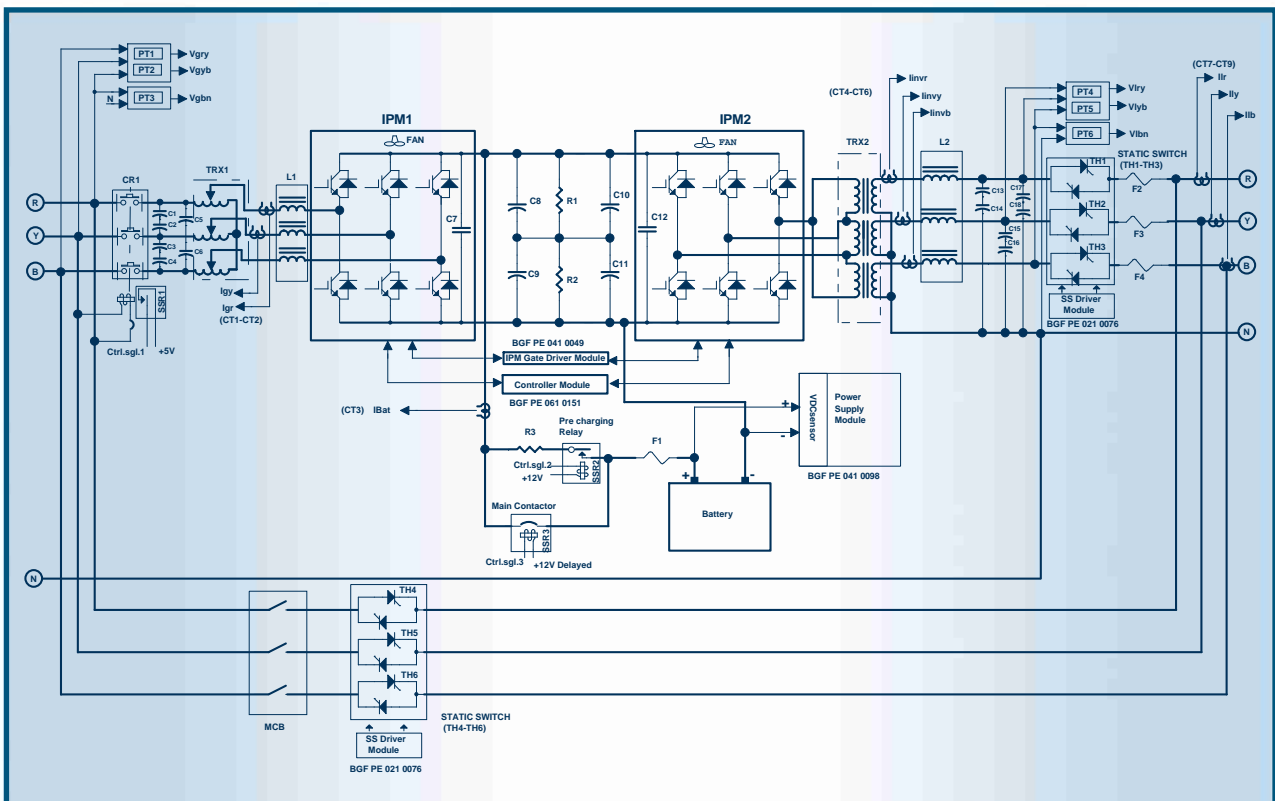 (CT7-CT9)
Ilr
Ily
Ilb
PT1
Vgry
PT2
Vgyb
N
PT3
Vgbn
(CT4-CT6)
Iinvr
Iinvy
Iinvb
PT4
Vlry
PT5
Vlyb
PT6
Vlbn
IPM1
FAN
IPM2
FAN
TRX2
L2
STATIC SWITCH
(TH1-TH3)
CR1
TRX1
L1
R
Y
B
C1
C2
C3
C4
C5
C6
C7
C8
C9
R1
R2
C10
C11
C12
C13
C14
C17
C18
C15
C16
TH1
F2
TH2
F3
TH3
F4
R
Y
B
N
Igy
Igr
(CT1-CT2)
SSR1
Ctrl.sgl.1
+5V
SS Driver
Module
BGF PE 021 0076
BGF PE 041 0049
IPM Gate Driver Module
Controller Module
BGF PE 061 0151
(CT3)
IBat
Pre charging
Relay
R3
Ctrl.sgl.2
+12V
SSR2
F1
+
-
VDCsensor
Power
Supply
Module
BGF PE 041 0098
+
-
Battery
Main Contactor
SSR3
Ctrl.sgl.3
+12V Delayed
N
TH4
TH5
TH6
MCB
STATIC SWITCH
(TH4-TH6)
SS Driver
Module
BGF PE 021 0076